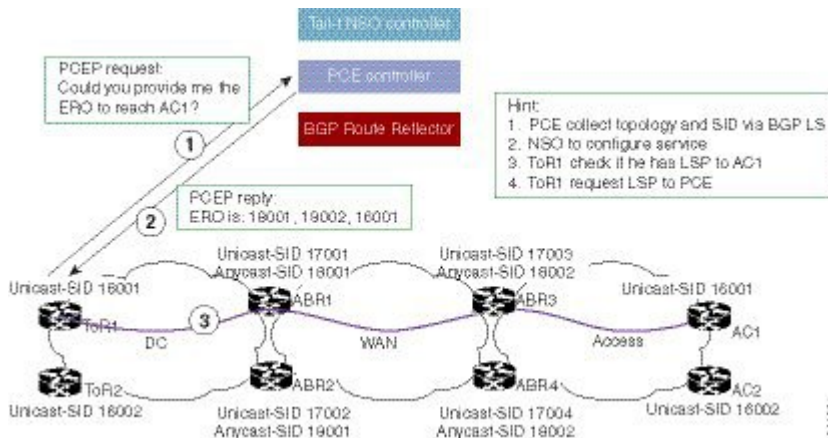 Tail-f NSO controller
PCE controller
BGP Route Reflector
PCEP request:
Could you provide me the
ERO to reach AC1?
1
Hint:
1. PCE collect topology and SID via BGP LS
2. NSO to configure service
3. ToR1 check if he has LSP to AC1
4. ToR1 request LSP to PCE
2
PCEP reply:
ERO is: 18001, 18002, 16001
Unicast-SID 17001
Anycast-SID 18001
Unicast-SID 17003
Anycast-SID 18002
Unicast-SID 16001
Unicast-SID 16001
ToR1
3
ABR1
ABR3
AC1
DC
WAN
Access
ToR2
ABR2
ABR4
AC2
Unicast-SID 16002
Unicast-SID 17002
Anycast-SID 19001
Unicast-SID 17004
Anycast-SID 19002
Unicast-SID 16002